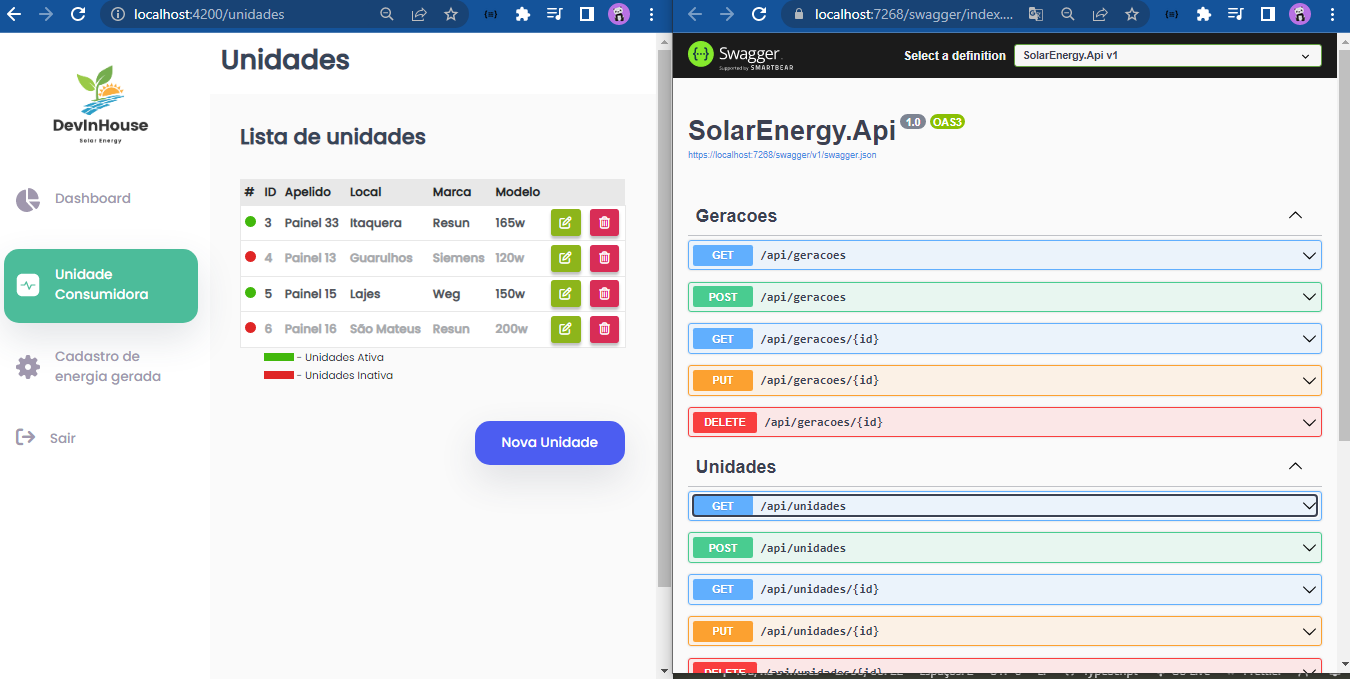 localhost:4200/unidades
DevInHouse
Solar Energy
Dashboard
Unidade
Consumidora
Cadastro de
energia gerada
Sair
Unidades
Lista de unidades
# ID Apelido Local Marca Modelo
3 Painel 33 Itaquera Resun 165w
4 Painel 13 Guarulhos Siemens 120w
5 Painel 15 Lajes Weg 150w
6 Painel 16 São Mateus Resun 200w
- Unidades Ativa
- Unidades Inativa
Nova Unidade
localhost:7268/swagger/index....
Swagger
Supported by SMARTBEAR
Select a definition
SolarEnergy.Api v1
SolarEnergy.Api 1.0 OAS3
https://localhost:7268/swagger/v1/swagger.json
Geracoes
GET /api/geracoes
POST /api/geracoes
GET /api/geracoes/{id}
PUT /api/geracoes/{id}
DELETE /api/geracoes/{id}
Unidades
GET /api/unidades
POST /api/unidades
GET /api/unidades/{id}
PUT /api/unidades/{id}
DELETE /api/unidades/{id}